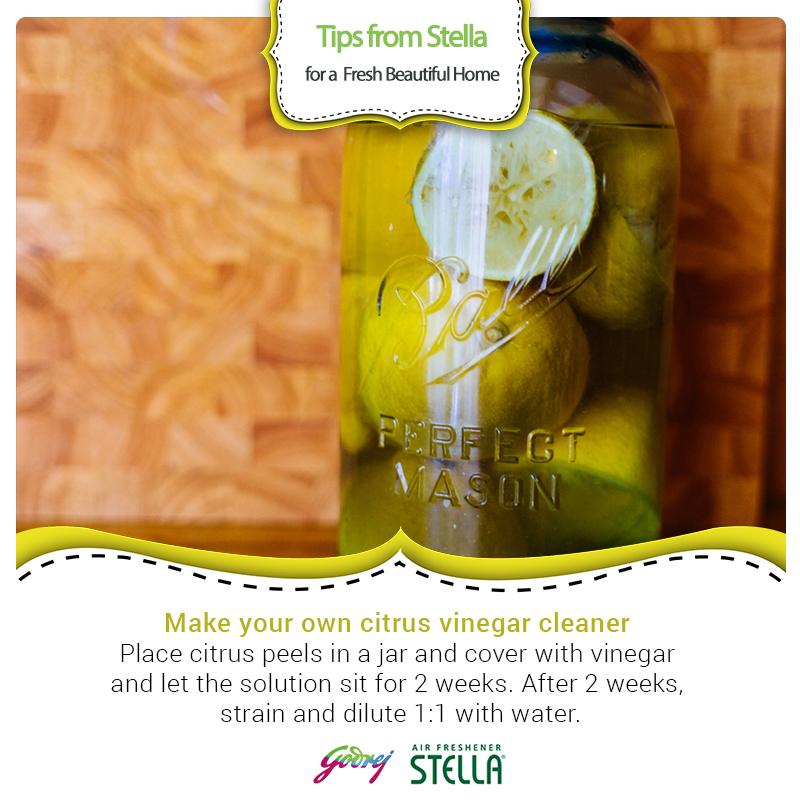 Tips from Stella
for a Fresh Beautiful Home
Ball
PERFECT
MASON
Make your own citrus vinegar cleaner
Place citrus peels in a jar and cover with vinegar
and let the solution sit for 2 weeks. After 2 weeks,
strain and dilute 1:1 with water.
Godrej
AIR FRESHENER
STELLA